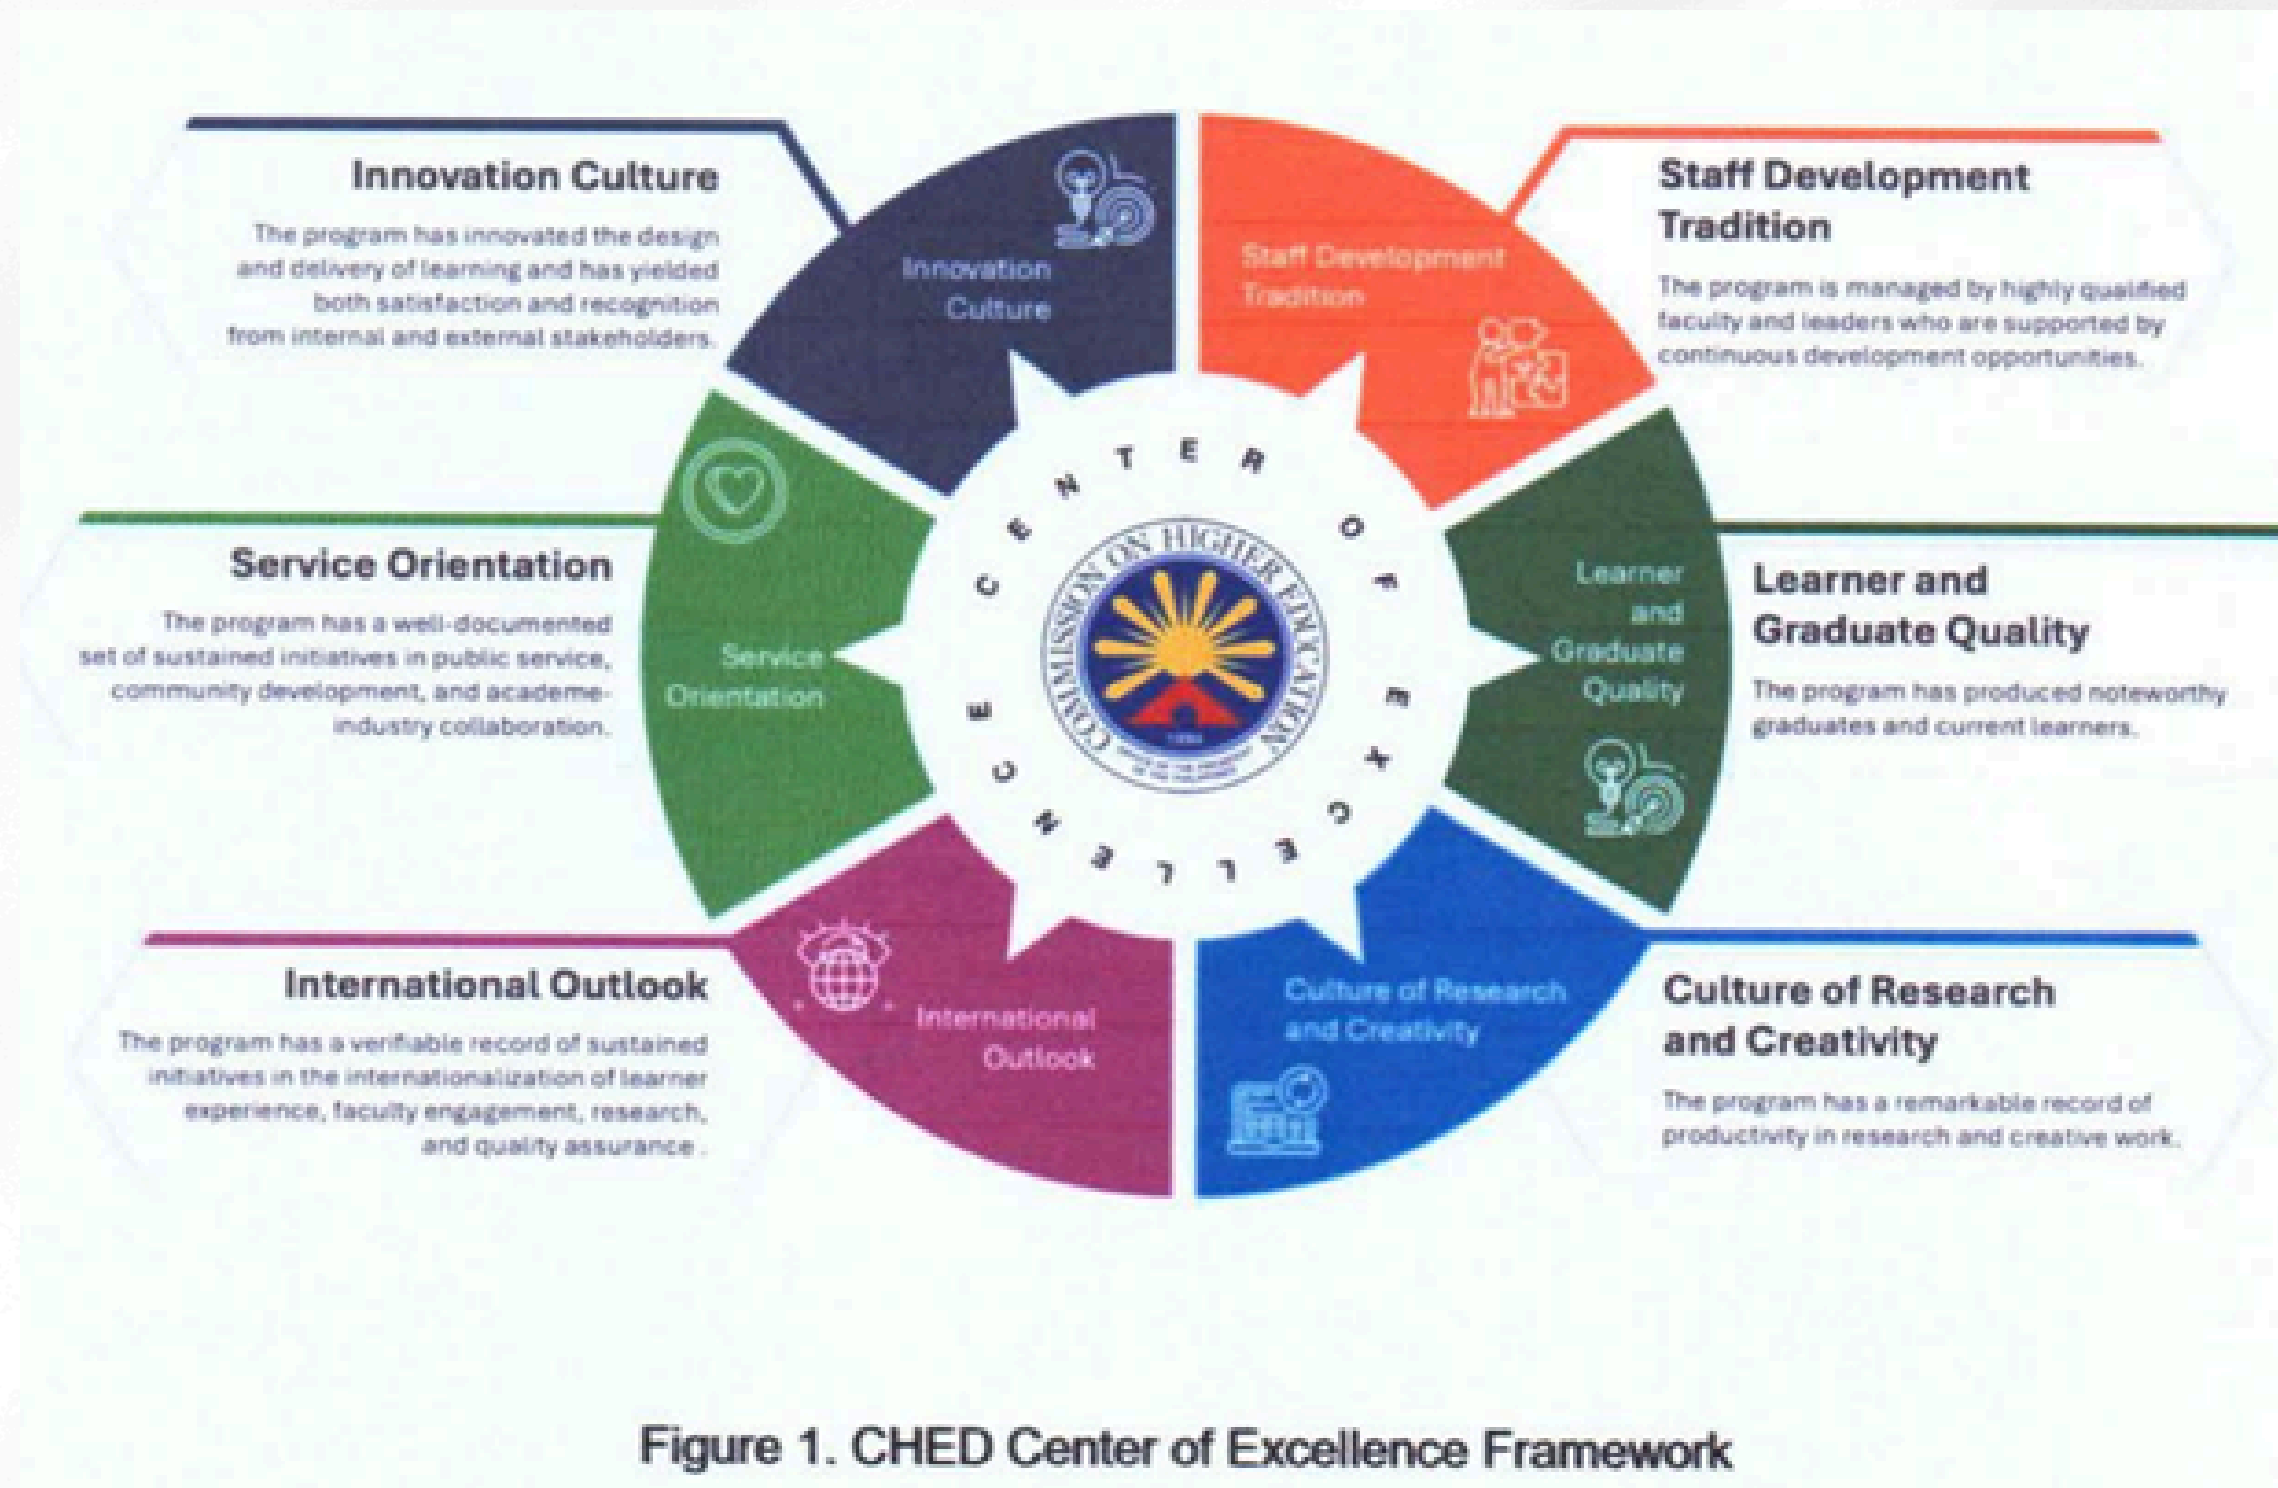 Innovation Culture
The program has innovated the design
and delivery of learning and has yielded
both satisfaction and recognition
from internal and external stakeholders.
Service Orientation
The program has a well-documented
set of sustained initiatives in public service,
community development, and academe-
industry collaboration.
International Outlook
The program has a verifiable record of sustained
initiatives in the internationalization of learner
experience, faculty engagement, research,
and quality assurance .
Innovation
Culture
Staff Development
Tradition
Service
Orientation
Learner
and
Graduate
Quality
International
Outlook
Culture of Research
and Creativity
CENTER OF EXCELLENCE
COMMISSION ON HIGHER EDUCATION
Staff Development
Tradition
The program is managed by highly qualified
faculty and leaders who are supported by
continuous development opportunities.
Learner and
Graduate Quality
The program has produced noteworthy
graduates and current learners.
Culture of Research
and Creativity
The program has a remarkable record of
productivity in research and creative work.
Figure 1. CHED Center of Excellence Framework